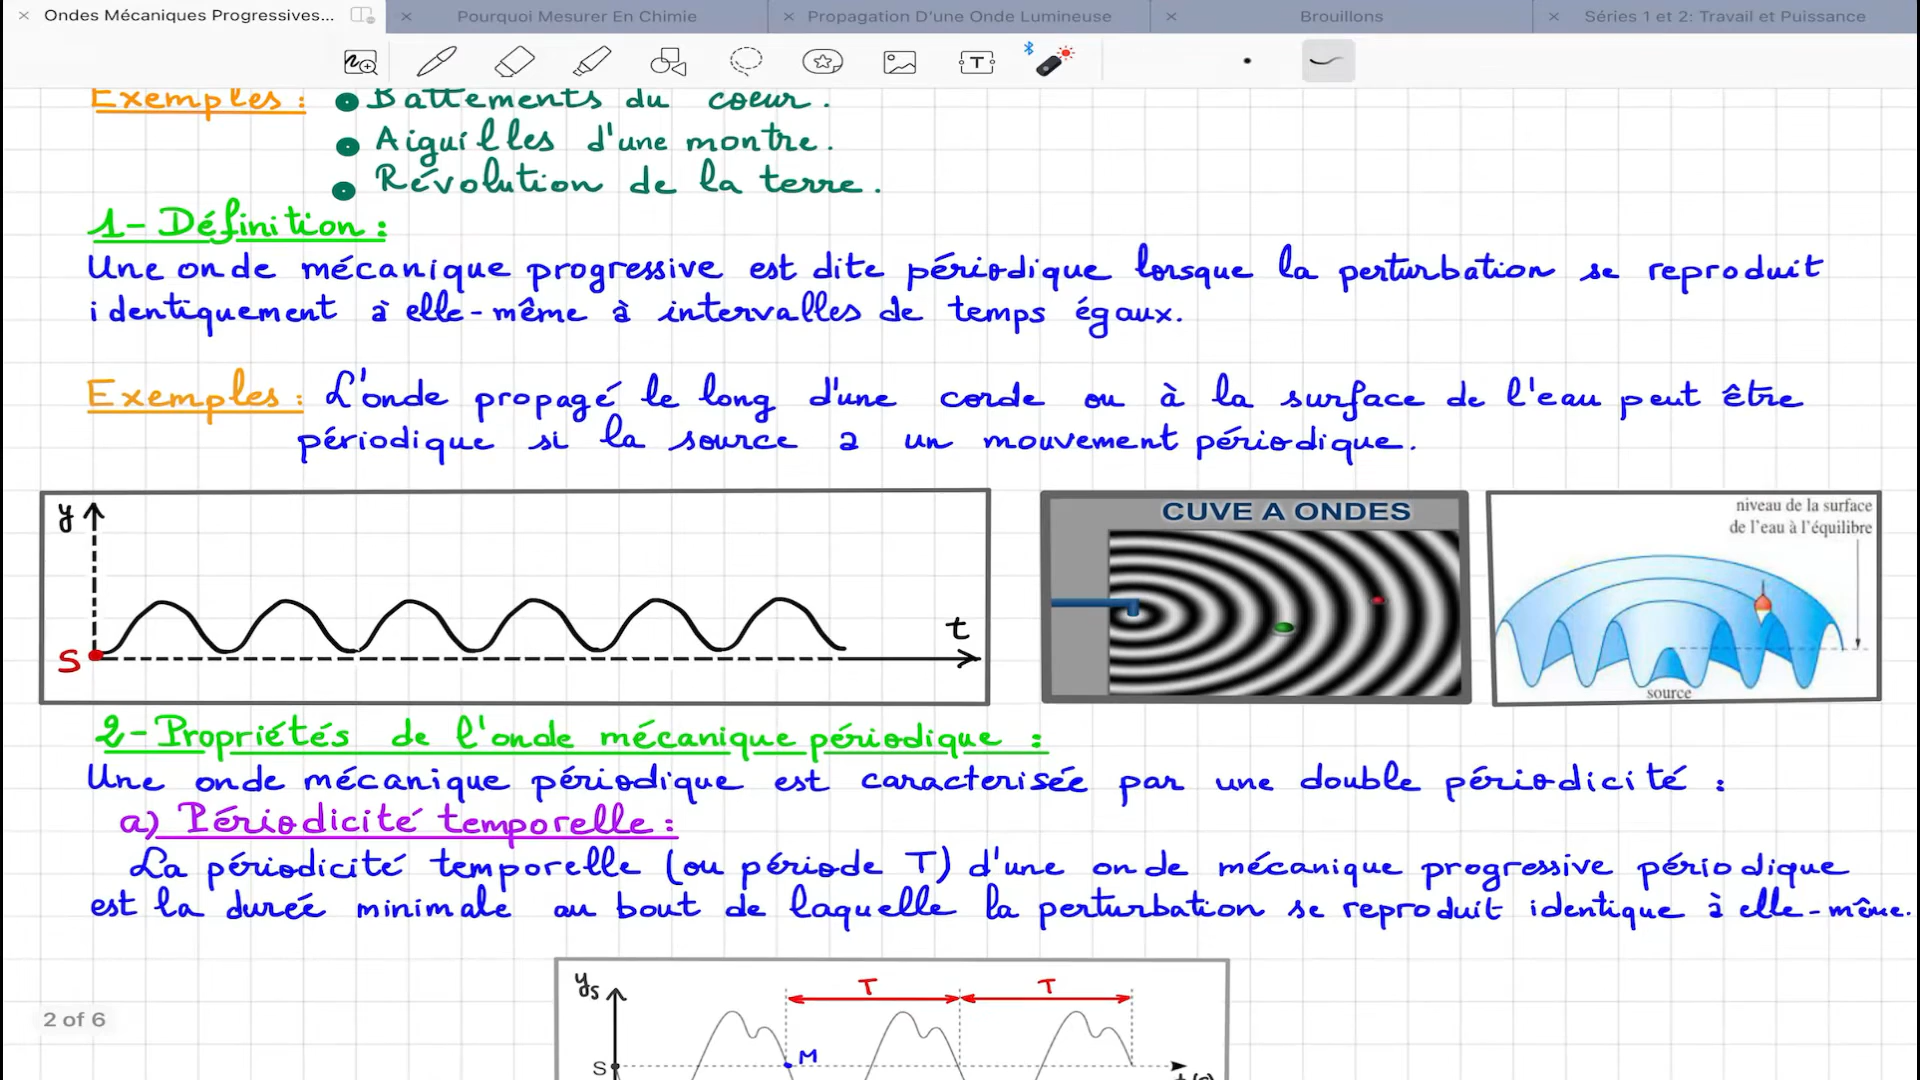 Ondes Mécaniques Progressives...
Pourquoi Mesurer En Chimie
Propagation D'une Onde Lumineuse
Brouillons
Séries 1 et 2: Travail et Puissance
Exemples : Battements du coeur.
Aiguilles d'une montre.
Révolution de la terre.
1- Définition :
Une onde mécanique progressive est dite périodique lorsque la perturbation se reproduit
identiquement à elle-même à intervalles de temps égaux.
Exemples : L'onde propagé le long d'une corde ou à la surface de l'eau peut être
périodique si la source a un mouvement périodique.
y
S
t
CUVE A ONDES
niveau de la surface
de l'eau à l'équilibre
source
2- Propriétés de l'onde mécanique périodique :
Une onde mécanique périodique est caracterisée par une double périodicité :
a) Périodicité temporelle :
La périodicité temporelle (ou période T) d'une onde mécanique progressive périodique
est la durée minimale au bout de laquelle la perturbation se reproduit identique à elle-même.
ys
T
T
M
S
2 of 6